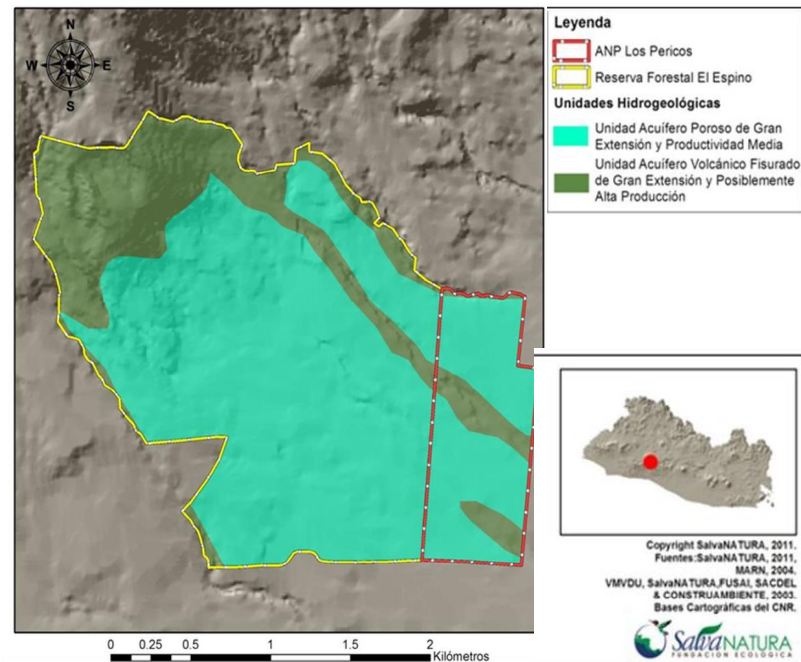 N
W E
S
Leyenda
ANP Los Pericos
Reserva Forestal El Espino
Unidades Hidrogeológicas
Unidad Acuífero Poroso de Gran
Extensión y Productividad Media
Unidad Acuífero Volcánico Fisurado
de Gran Extensión y Posiblemente
Alta Producción
Copyright SalvaNATURA, 2011.
Fuentes:SalvaNATURA, 2011,
MARN, 2004.
VMVDU, SalvaNATURA,FUSAI, SACDEL
& CONSTRUAMBIENTE, 2003.
Bases Cartográficas del CNR.
SalvaNATURA
FUNDACIÓN ECOLÓGICA
0 0.25 0.5 1 1.5 2
Kilómetros